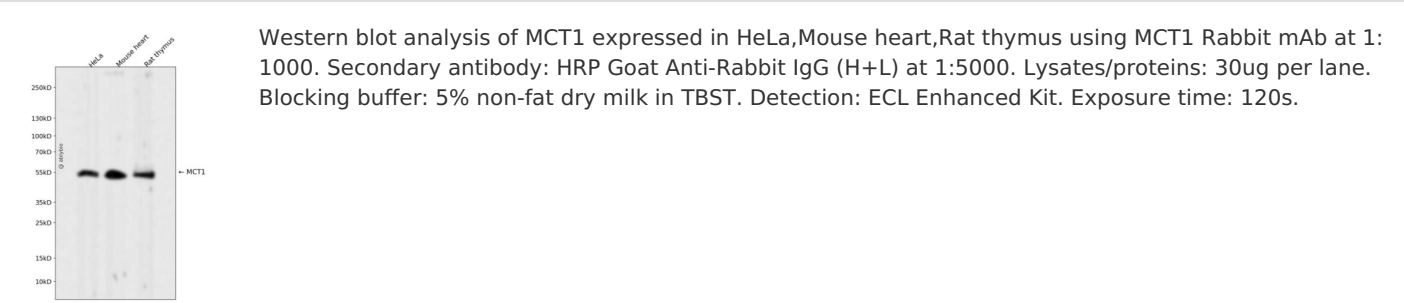 HeLa
Mouse heart
Rat thymus
250kD
130kD
100kD
70kD
55kD
35kD
25kD
15kD
10kD
← MCT1
Western blot analysis of MCT1 expressed in HeLa,Mouse heart,Rat thymus using MCT1 Rabbit mAb at 1:
1000. Secondary antibody: HRP Goat Anti-Rabbit IgG (H+L) at 1:5000. Lysates/proteins: 30ug per lane.
Blocking buffer: 5% non-fat dry milk in TBST. Detection: ECL Enhanced Kit. Exposure time: 120s.